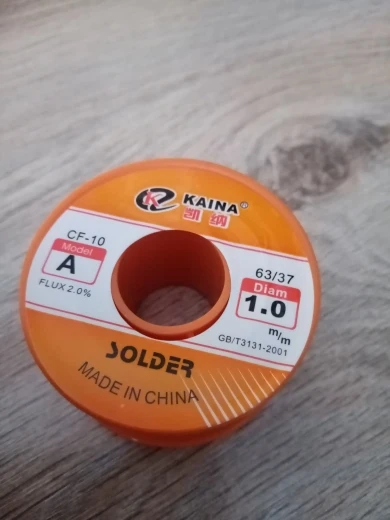 KAINA®
凯纳
CF-10
Model
A
FLUX 2.0%
63/37
Diam
1.0
m/m
GB/T3131-2001
SOLDER
MADE IN CHINA